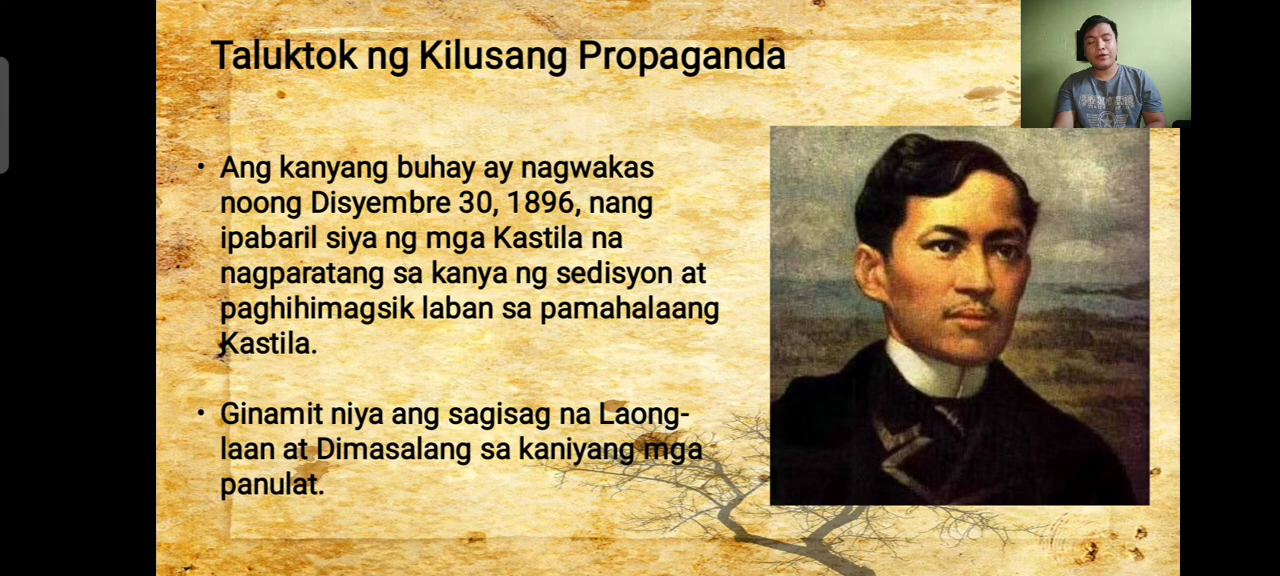 Taluktok ng Kilusang Propaganda
• Ang kanyang buhay ay nagwakas
noong Disyembre 30, 1896, nang
ipabaril siya ng mga Kastila na
nagparatang sa kanya ng sedisyon at
paghihimagsik laban sa pamahalaang
Kastila.
• Ginamit niya ang sagisag na Laong-
laan at Dimasalang sa kaniyang mga
panulat.